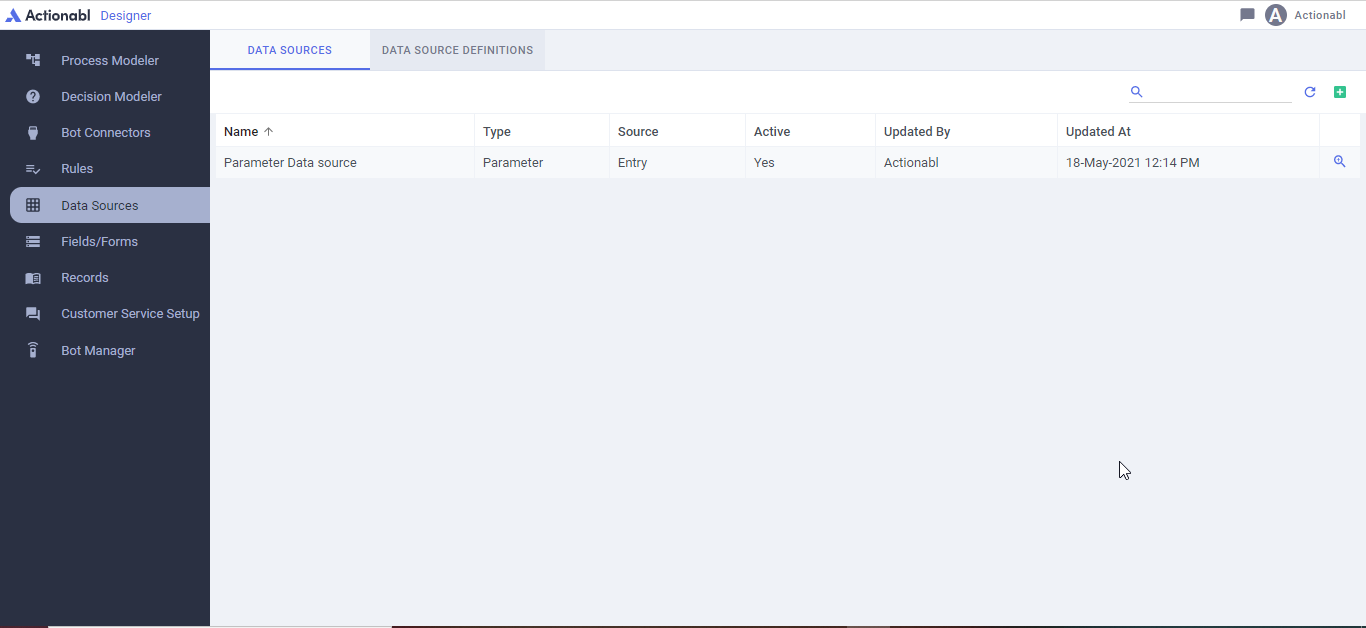 Actionabl Designer
A Actionabl
Process Modeler
Decision Modeler
Bot Connectors
Rules
Data Sources
Fields/Forms
Records
Customer Service Setup
Bot Manager
DATA SOURCES DATA SOURCE DEFINITIONS
Name Type Source Active Updated By Updated At
Parameter Data source Parameter Entry Yes Actionabl 18-May-2021 12:14 PM